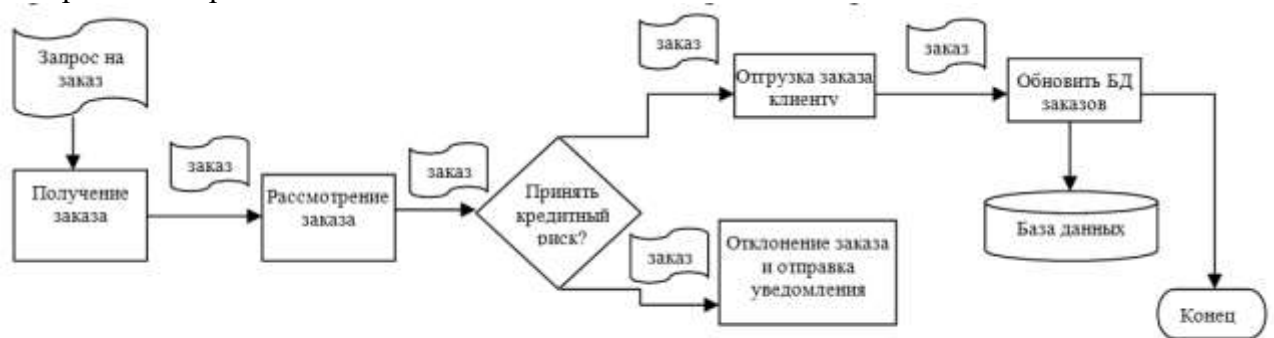 Запрос на
заказ
Получение
заказа
заказ
Рассмотрение
заказа
заказ
Принять
кредитный
риск?
заказ
Отгрузка заказа
клиенту
заказ
Обновить БД
заказов
База данных
Конец
заказ
Отклонение заказа
и отправка
уведомления